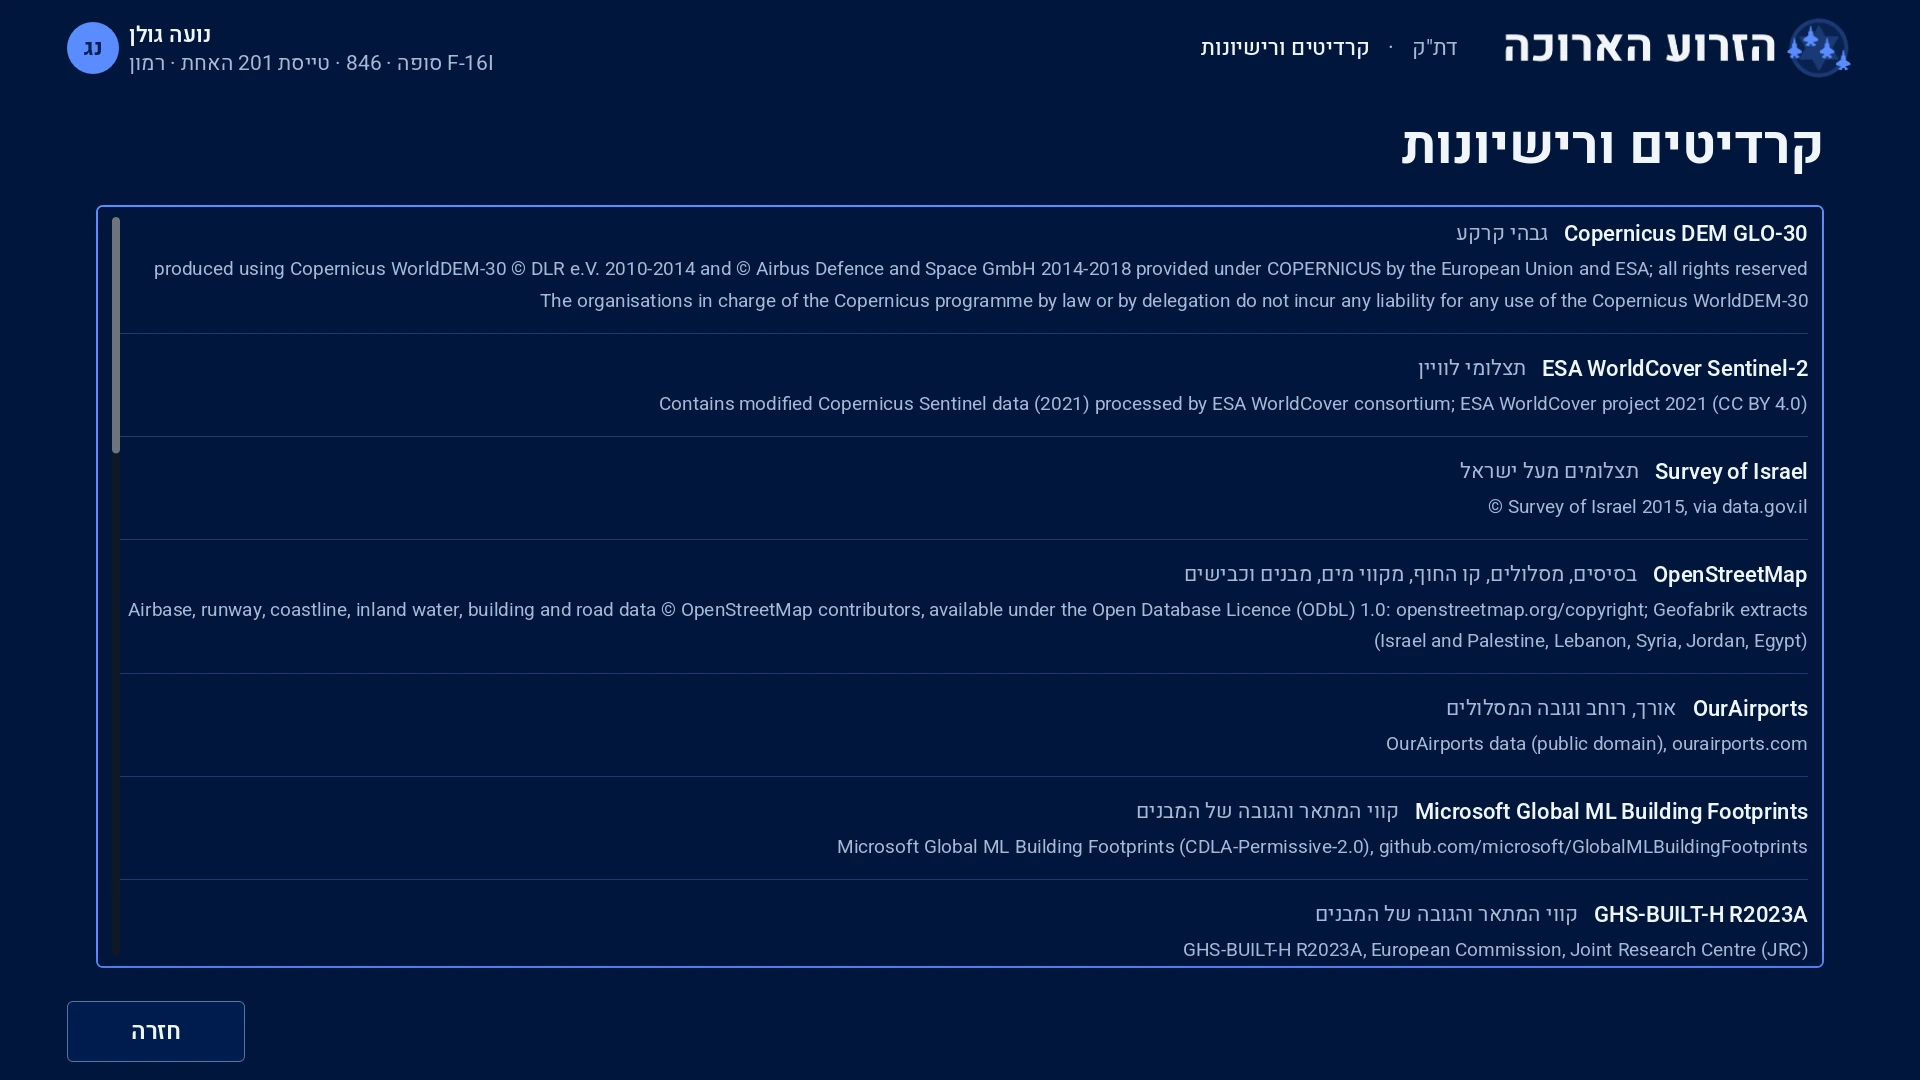 הזרוע הארוכה
דת"ק · קרדיטים ורישיונות
נועה גולן
F-16I סופה · 846 · טייסת 201 האחת · רמון
נג
קרדיטים ורישיונות
Copernicus DEM GLO-30 גבהי קרקע
produced using Copernicus WorldDEM-30 © DLR e.V. 2010-2014 and © Airbus Defence and Space GmbH 2014-2018 provided under COPERNICUS by the European Union and ESA; all rights reserved
The organisations in charge of the Copernicus programme by law or by delegation do not incur any liability for any use of the Copernicus WorldDEM-30
ESA WorldCover Sentinel-2 תצלומי לוויין
Contains modified Copernicus Sentinel data (2021) processed by ESA WorldCover consortium; ESA WorldCover project 2021 (CC BY 4.0)
Survey of Israel תצלומים מעל ישראל
© Survey of Israel 2015, via data.gov.il
OpenStreetMap בסיסים, מסלולים, קו החוף, מקווי מים, מבנים וכבישים
Airbase, runway, coastline, inland water, building and road data © OpenStreetMap contributors, available under the Open Database Licence (ODbL) 1.0: openstreetmap.org/copyright; Geofabrik extracts
(Israel and Palestine, Lebanon, Syria, Jordan, Egypt)
OurAirports אורך, רוחב וגובה המסלולים
OurAirports data (public domain), ourairports.com
Microsoft Global ML Building Footprints קווי המתאר והגובה של המבנים
Microsoft Global ML Building Footprints (CDLA-Permissive-2.0), github.com/microsoft/GlobalMLBuildingFootprints
GHS-BUILT-H R2023A קווי המתאר והגובה של המבנים
GHS-BUILT-H R2023A, European Commission, Joint Research Centre (JRC)
חזרה